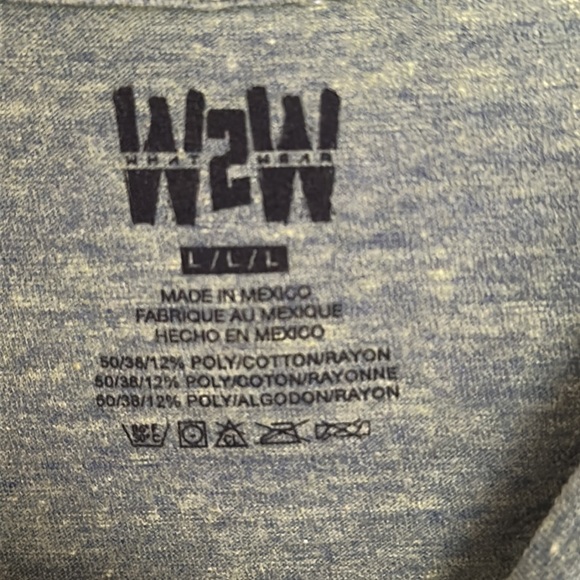 W2W
WHAT WEAR
L/L/L
MADE IN MEXICO
FABRIQUE AU MEXIQUE
HECHO EN MEXICO
50/38/12% POLY/COTTON/RAYON
50/38/12% POLY/COTON/RAYONNE
50/38/12% POLY/ALGODON/RAYON
CL